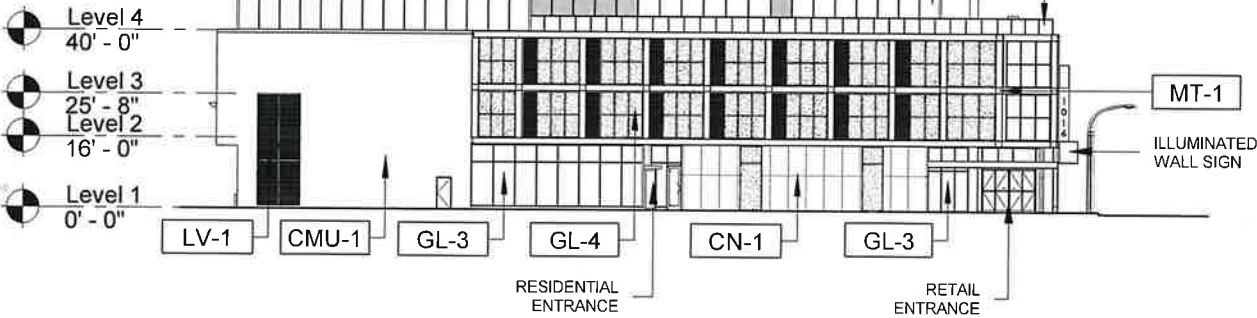 Level 4
40' - 0"
Level 3
25' - 8"
Level 2
16' - 0"
Level 1
0' - 0"
MT-1
1016
ILLUMINATED
WALL SIGN
LV-1
CMU-1
GL-3
GL-4
CN-1
GL-3
RESIDENTIAL
ENTRANCE
RETAIL
ENTRANCE